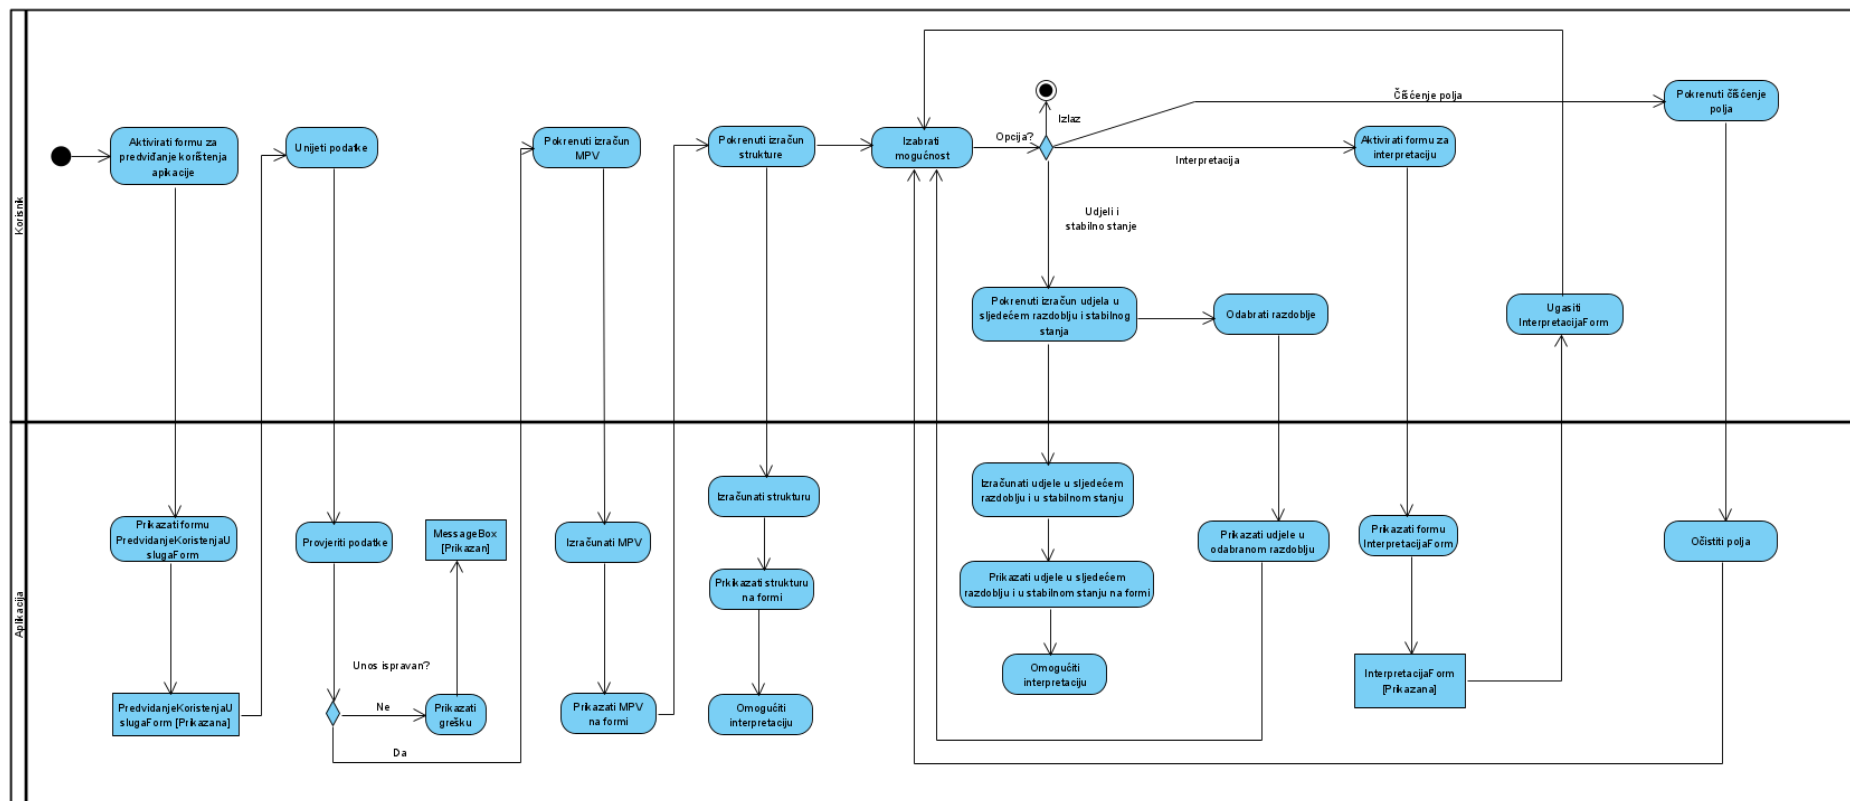 Korisnik
Aktivirati formu za
predviđanje korištenja
apikacije
Unijeti podatke
Pokrenuti izračun
MPV
Pokrenuti izračun
strukture
Izabrati
mogućnost
Opcija?
Izlaz
Čišćenje polja
Pokrenuti čišćenje
polja
Interpretacija
Aktivirati formu za
interpretaciju
Udjeli i
stabilno stanje
Pokrenuti izračun udjela u
sljedećem razdoblju i stabilnog
stanja
Odabrati razdoblje
Ugasiti
InterpretacijaForm
Aplikacija
Prikazati formu
PredvidanjeKoristenjaU
slugaForm
PredvidanjeKoristenjaU
slugaForm [Prikazana]
Provjeriti podatke
Unos ispravan?
Ne
Da
MessageBox
[Prikazan]
Prikazati
grešku
Izračunati MPV
Prikazati MPV
na formi
Izračunati strukturu
Prkikazati strukturu
na formi
Omogućiti
interpretaciju
Izračunati udjele u sljedećem
razdoblju i u stabilnom stanju
Prikazati udjele u sljedećem
razdoblju i u stabilnom stanju na formi
Omogućiti
interpretaciju
Prikazati udjele u
odabranom razdoblju
Prikazati formu
InterpretacijaForm
InterpretacijaForm
[Prikazana]
Očistiti polja